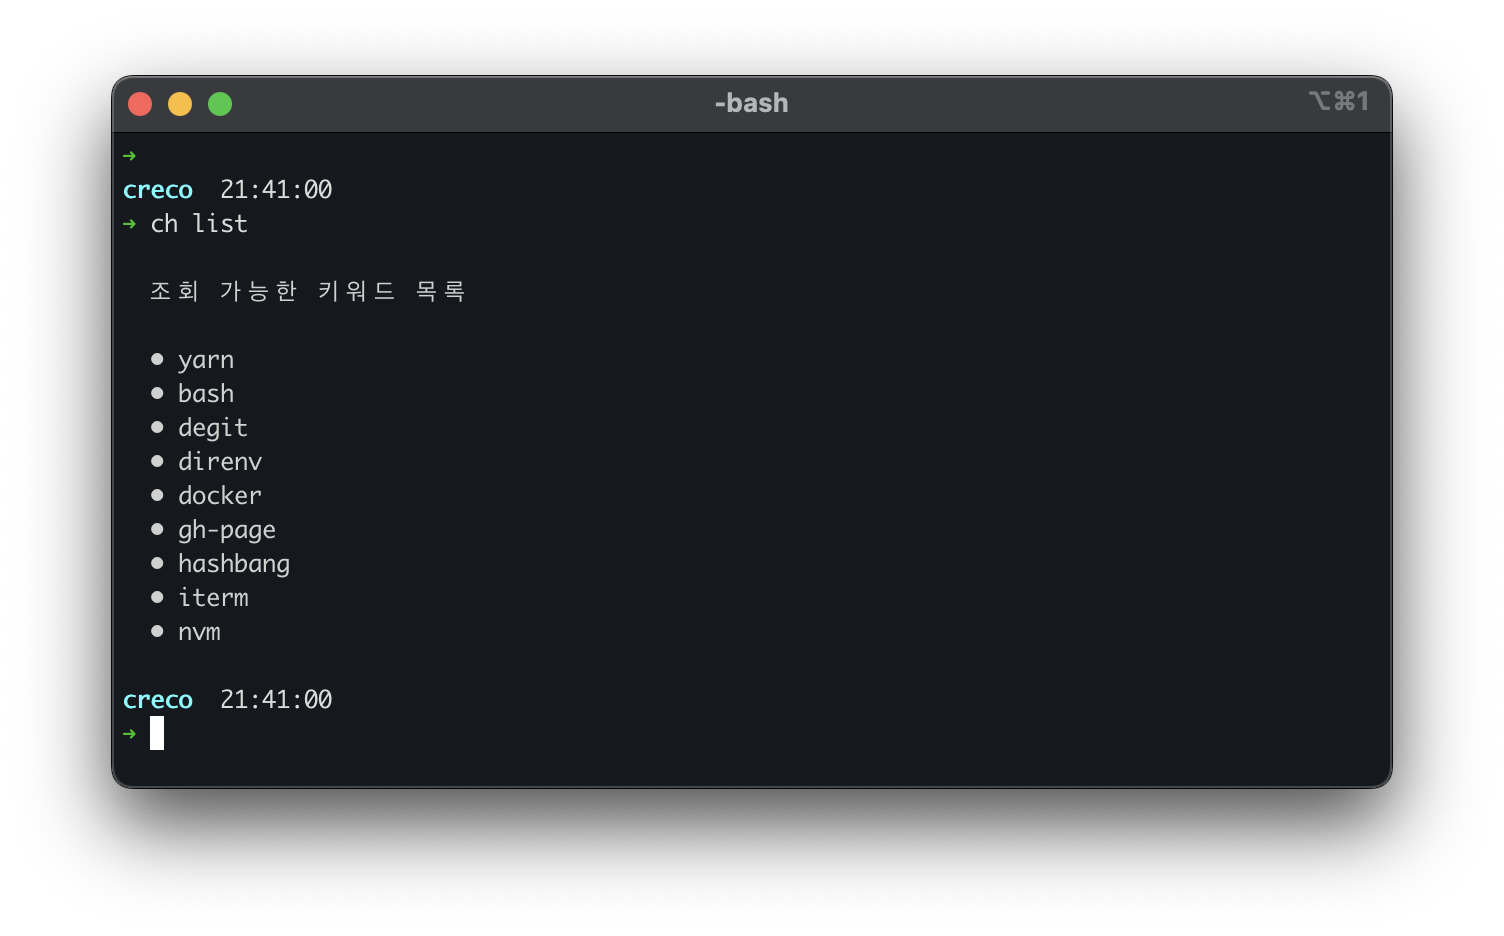 -bash
⌥⌘1
➜
creco 21:41:00
➜ ch list
조회 가능한 키워드 목록
● yarn
● bash
● degit
● direnv
● docker
● gh-page
● hashbang
● iterm
● nvm
creco 21:41:00
➜